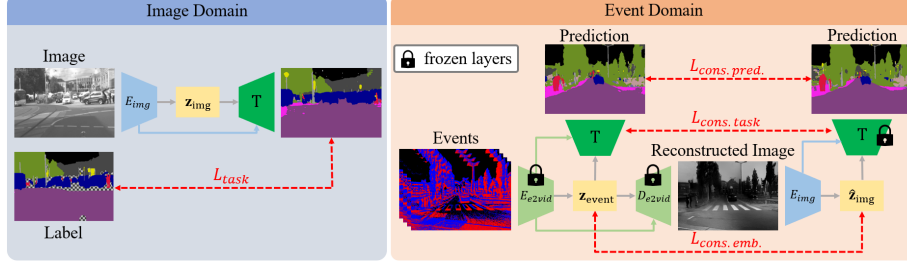 Image Domain
Image
E_img
z_img
T
L_task
Label
Event Domain
frozen layers
Prediction
Prediction
L_cons.pred.
T
L_cons.task
T
Events
Reconstructed Image
E_e2vid
z_event
D_e2vid
E_img
ẑ_img
L_cons.emb.